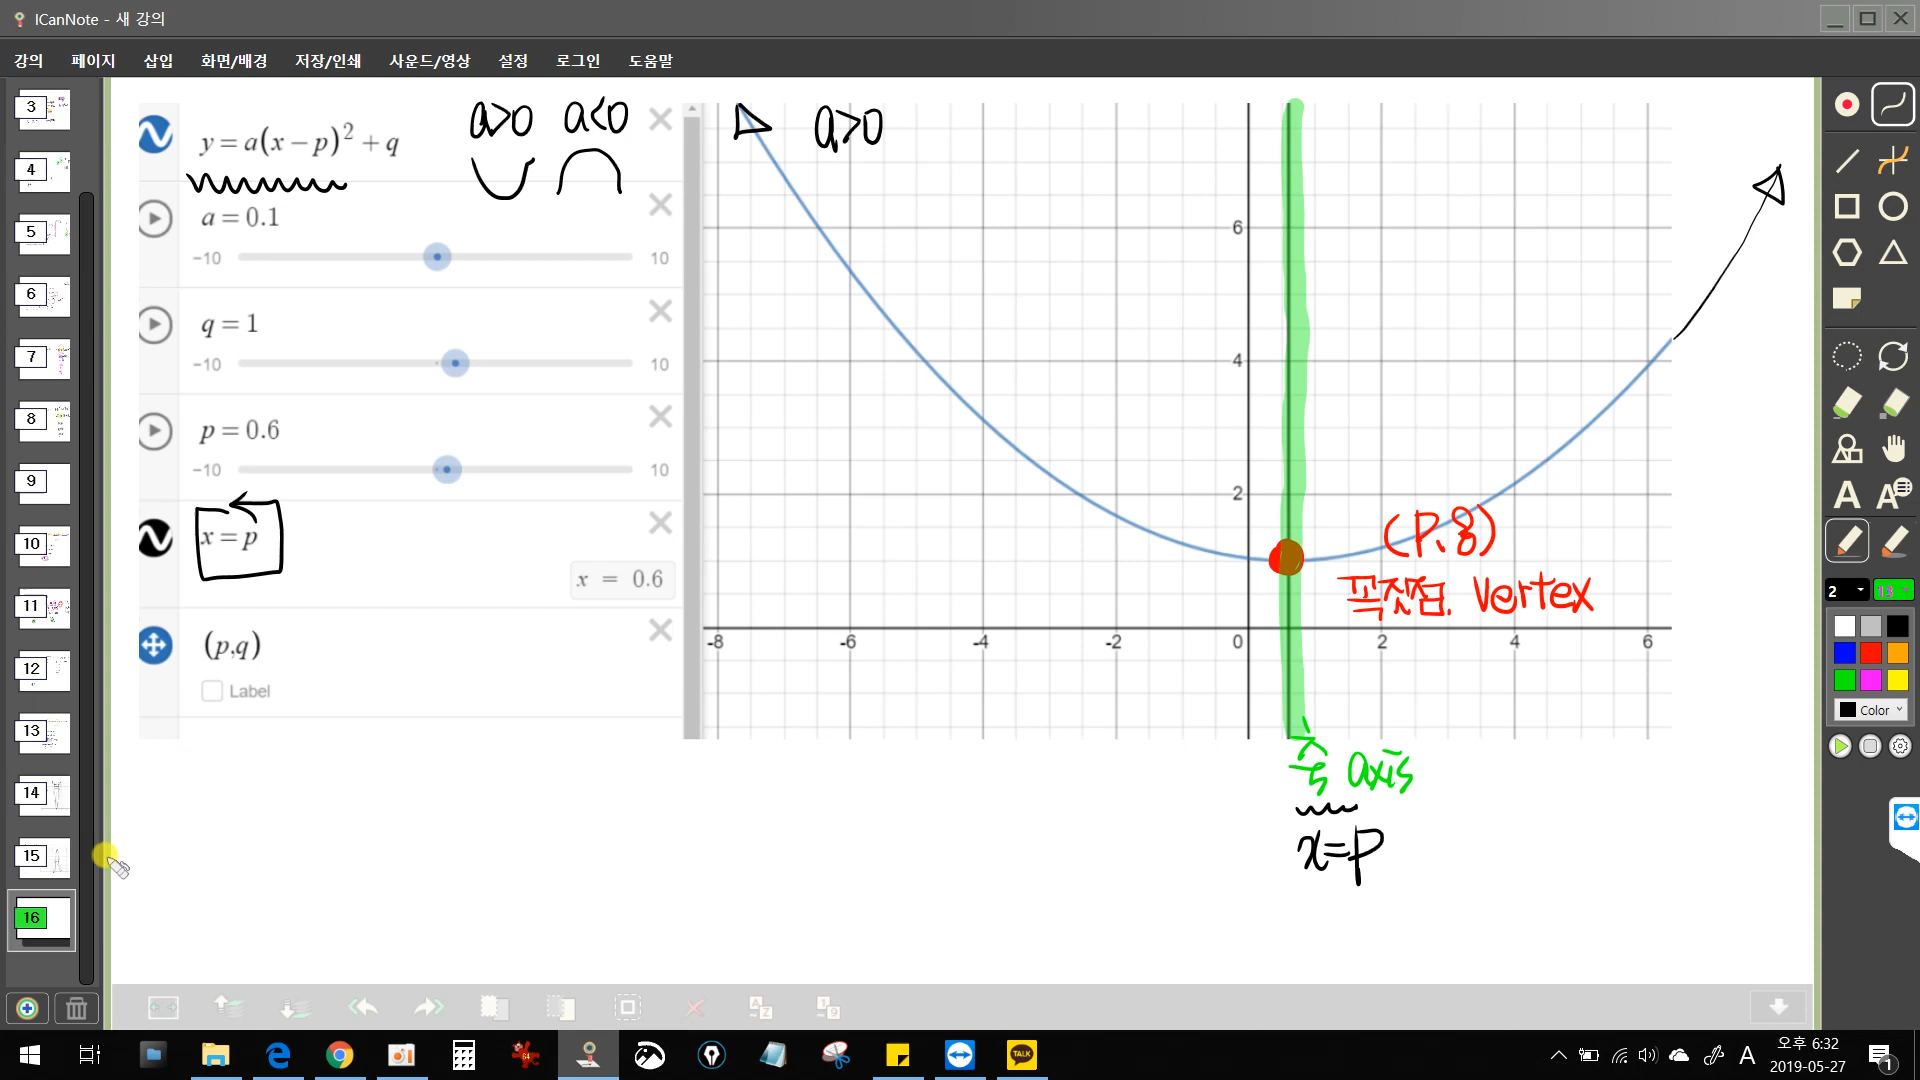 ICanNote - 새 강의
강의 페이지 삽입 화면/배경 저장/인쇄 사운드/영상 설정 로그인 도움말
3
4
5
6
7
8
9
10
11
12
13
14
15
16
y = a(x − p)² + q
a>0 a<0
a = 0.1
−10 10
q = 1
−10 10
p = 0.6
−10 10
x = p
x = 0.6
(p,q)
Label
a>0
6
4
2
-8 -6 -4 -2 0 2 4 6
(P, q)
꼭짓점. Vertex
축 axis
x=p
2 13
Color
오후 6:32
2019-05-27
A
1
TALK
64